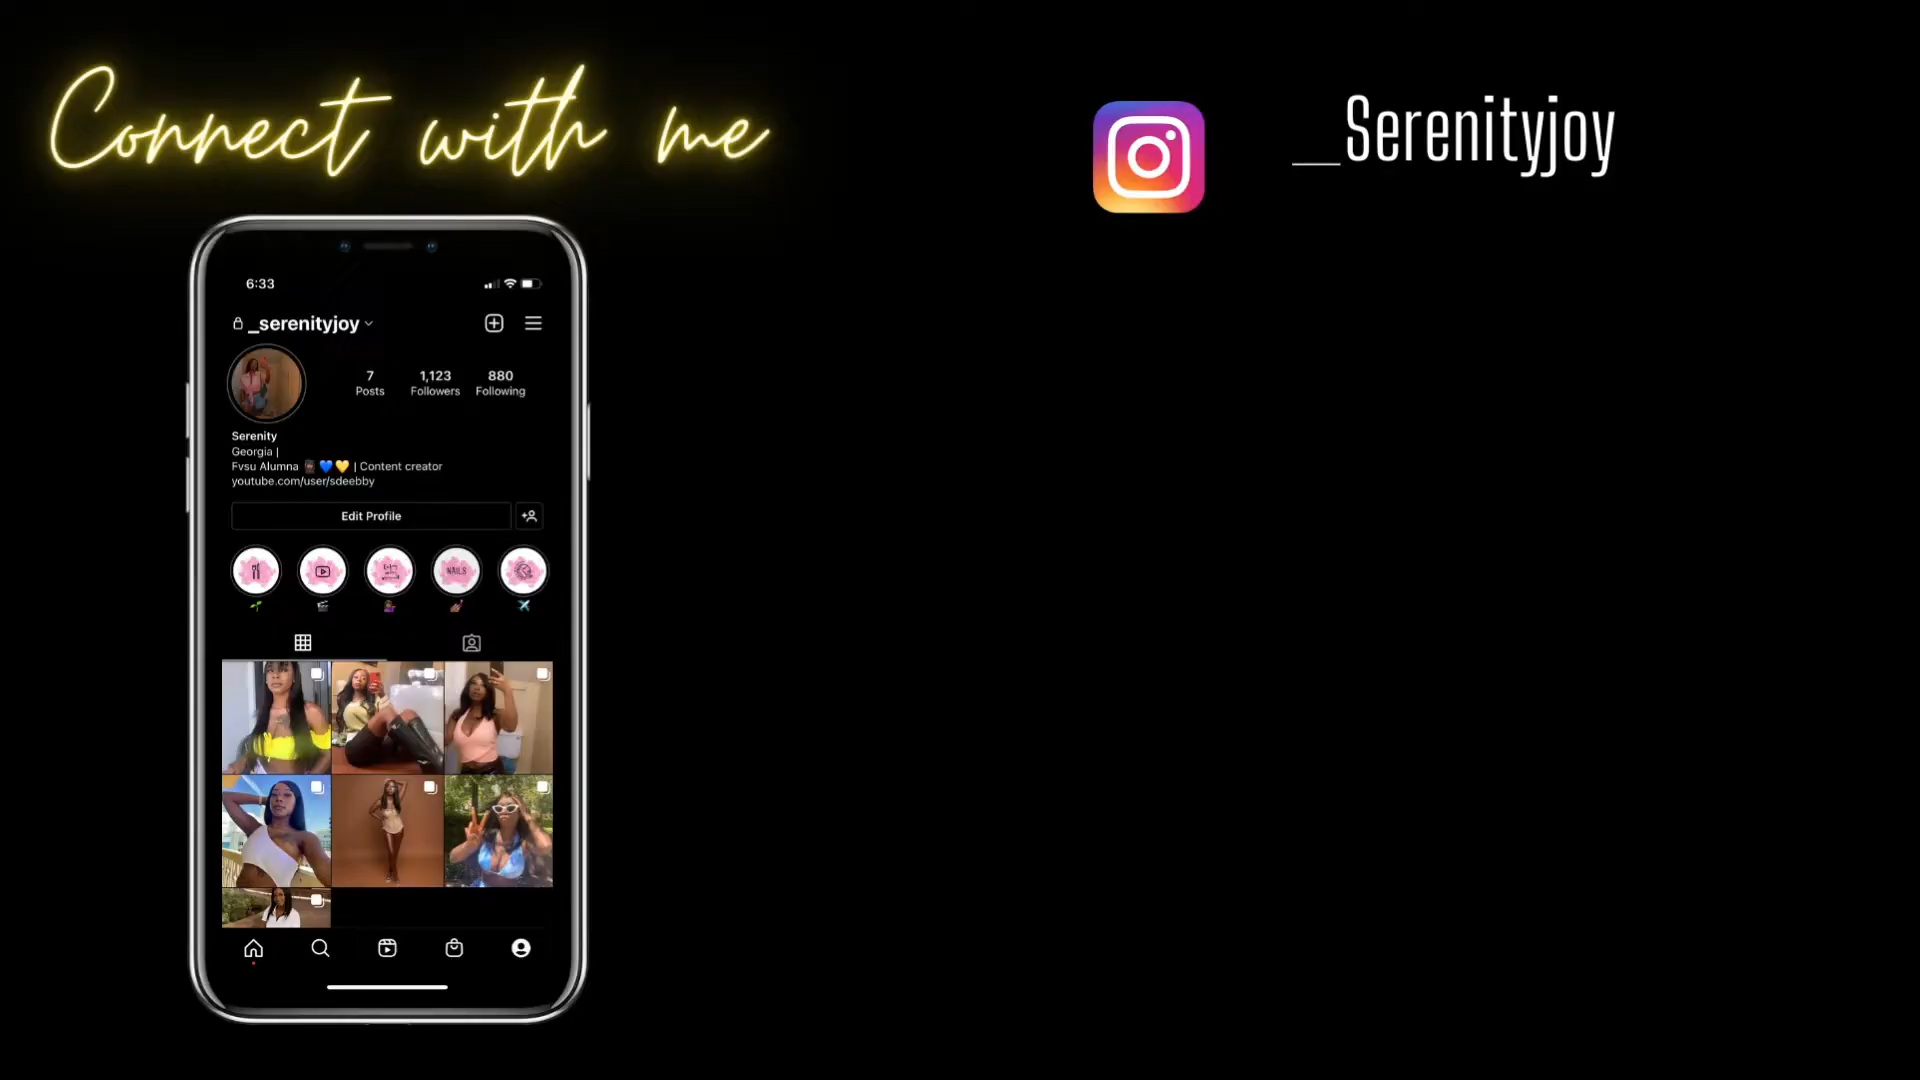 Connect with me
__Serenityjoy
6:33
_serenityjoy
7 1,123 880
Posts Followers Following
Serenity
Georgia |
Fvsu Alumna | Content creator
youtube.com/user/sdeebby
Edit Profile
NAILS